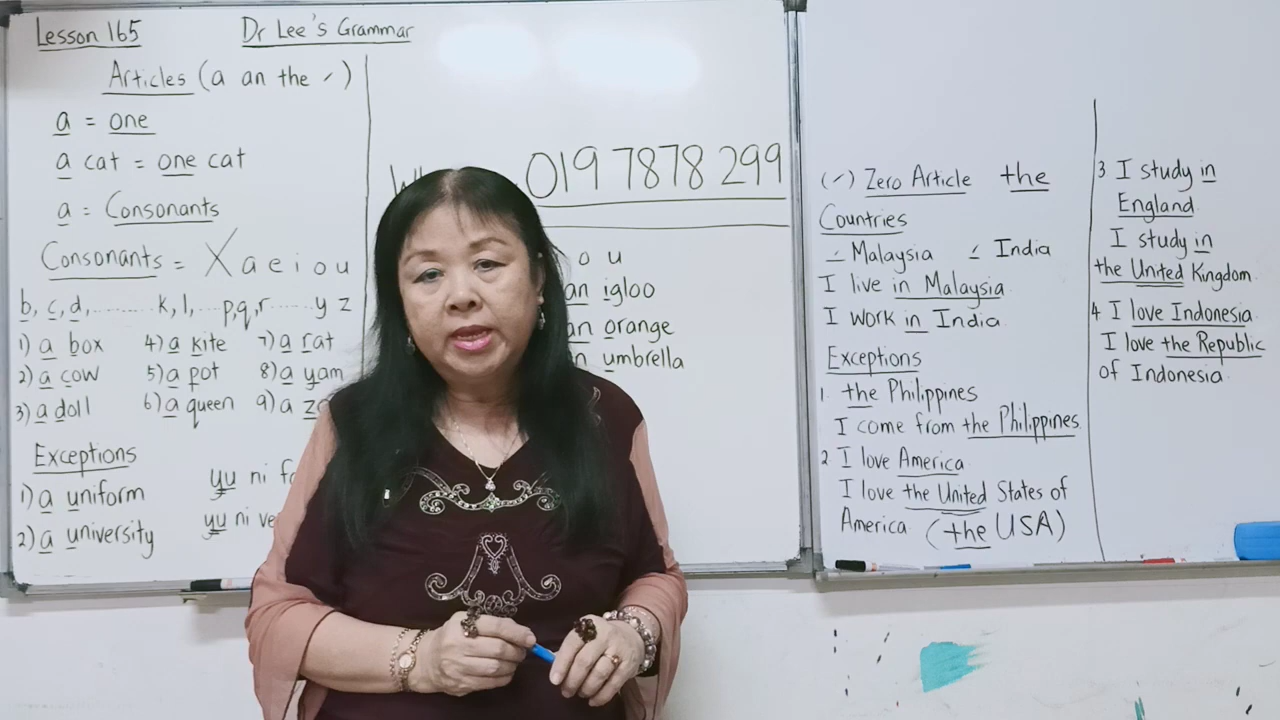 Lesson 165 Dr Lee's Grammar
Articles (a an the ✓)
a = one
a cat = one cat
a = Consonants
Consonants = X a e i o u
b, c, d, ......... k, l, ... p, q, r ...... y z
1) a box 4) a kite 7) a rat
2) a cow 5) a pot 8) a yam
3) a doll 6) a queen 9) a
Exceptions
1) a uniform yu ni
2) a university yu ni
019 7878 299
o u
an igloo
an orange
umbrella
(✓) Zero Article the
Countries
✓ Malaysia ✓ India
I live in Malaysia
I work in India
Exceptions
1. the Philippines
I come from the Philippines
2 I love America
I love the United States of
America (the USA)
3 I study in
England
I study in
the United Kingdom
4 I love Indonesia
I love the Republic
of Indonesia